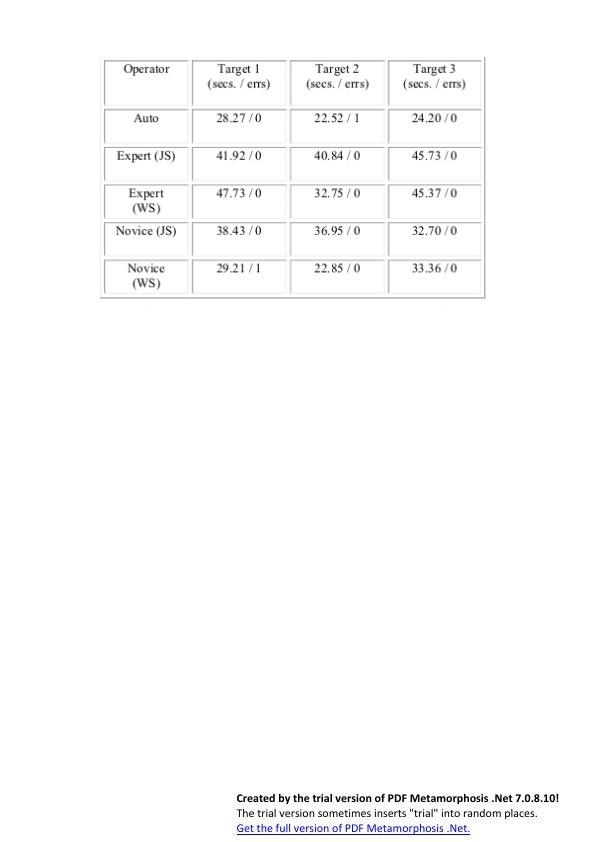 Operator Target 1 Target 2 Target 3
(secs. / errs) (secs. / errs) (secs. / errs)
Auto 28.27 / 0 22.52 / 1 24.20 / 0
Expert (JS) 41.92 / 0 40.84 / 0 45.73 / 0
Expert 47.73 / 0 32.75 / 0 45.37 / 0
(WS)
Novice (JS) 38.43 / 0 36.95 / 0 32.70 / 0
Novice 29.21 / 1 22.85 / 0 33.36 / 0
(WS)
Created by the trial version of PDF Metamorphosis .Net 7.0.8.10!
The trial version sometimes inserts "trial" into random places.
Get the full version of PDF Metamorphosis .Net.